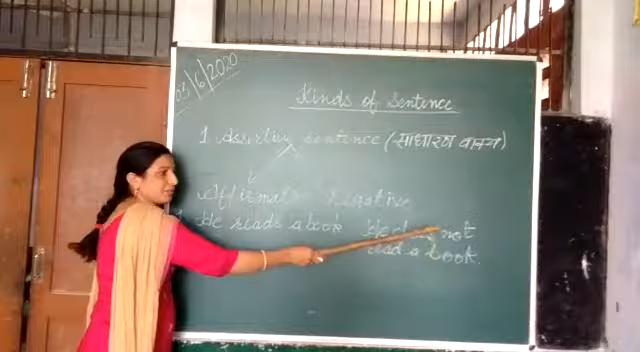 03/6/2020
Kinds of Sentence
1 Assertive sentence (साधारण वाक्य)
Affirmative Negative
1 He reads a book He does not
read a book.